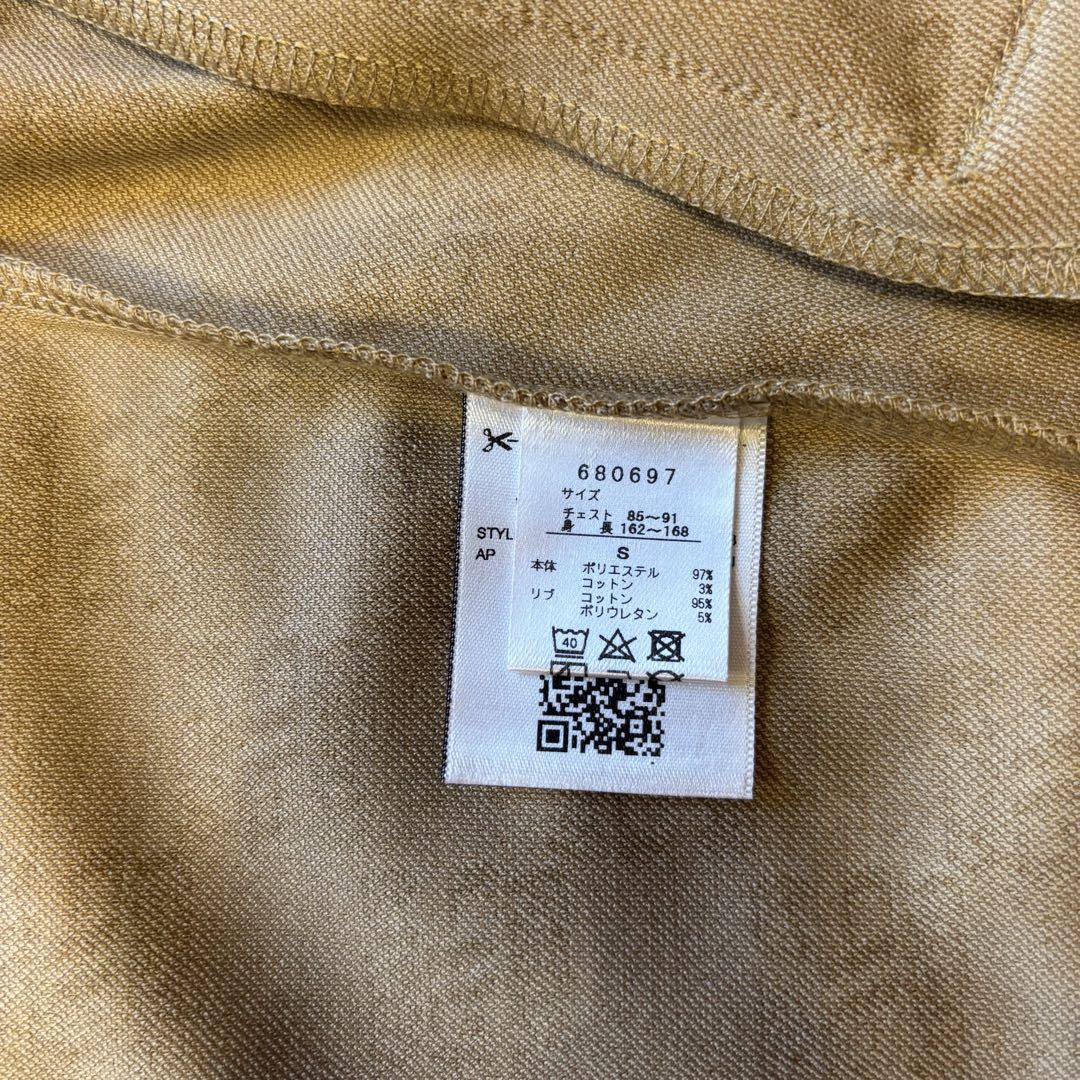 680697
サイズ
チェスト 85～91
身 長 162～168
S
本体 ポリエステル 97%
コットン 3%
リブ コットン 95%
ポリウレタン 5%
40
STYL
AP